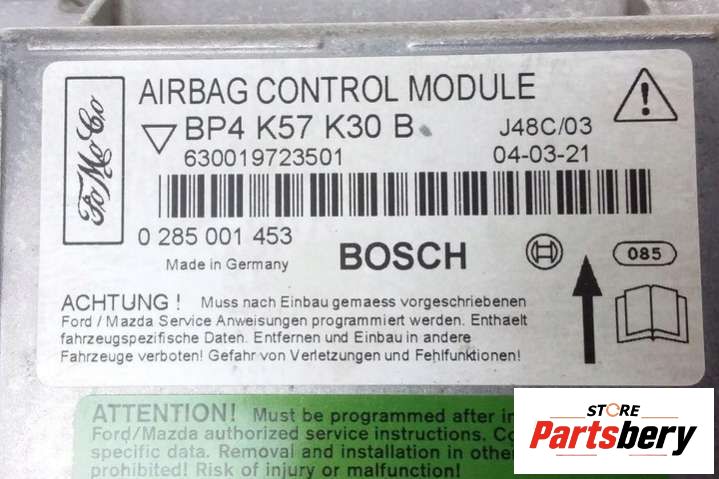 FoMoCo
AIRBAG CONTROL MODULE
BP4 K57 K30 B
J48C/03
630019723501
04-03-21
0 285 001 453
Made in Germany
BOSCH
085
ACHTUNG ! Muss nach Einbau gemaess vorgeschriebenen
Ford / Mazda Service Anweisungen programmiert werden. Enthaelt
fahrzeugspezifische Daten. Entfernen und Einbau in andere
Fahrzeuge verboten! Gefahr von Verletzungen und Fehlfunktionen!
ATTENTION! Must be programmed after in
Ford/Mazda authorized service instructions. Co
specific data. Removal and installation in othe
prohibited! Risk of injury or malfunction!
STORE
Partsbery